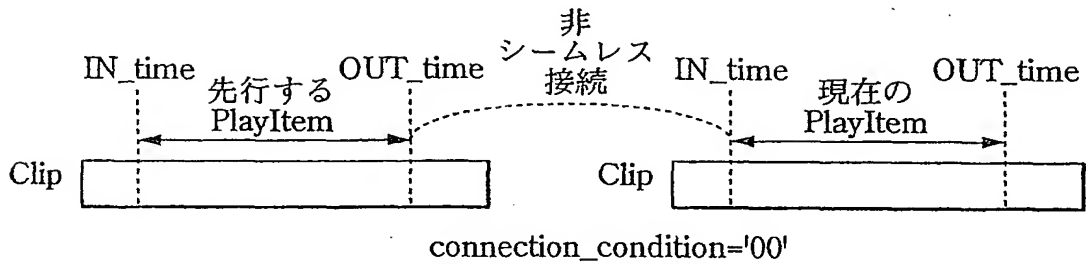 非
シームレス
接続
IN_time
OUT_time
IN_time
OUT_time
先行する
PlayItem
現在の
PlayItem
Clip
Clip
connection_condition='00'